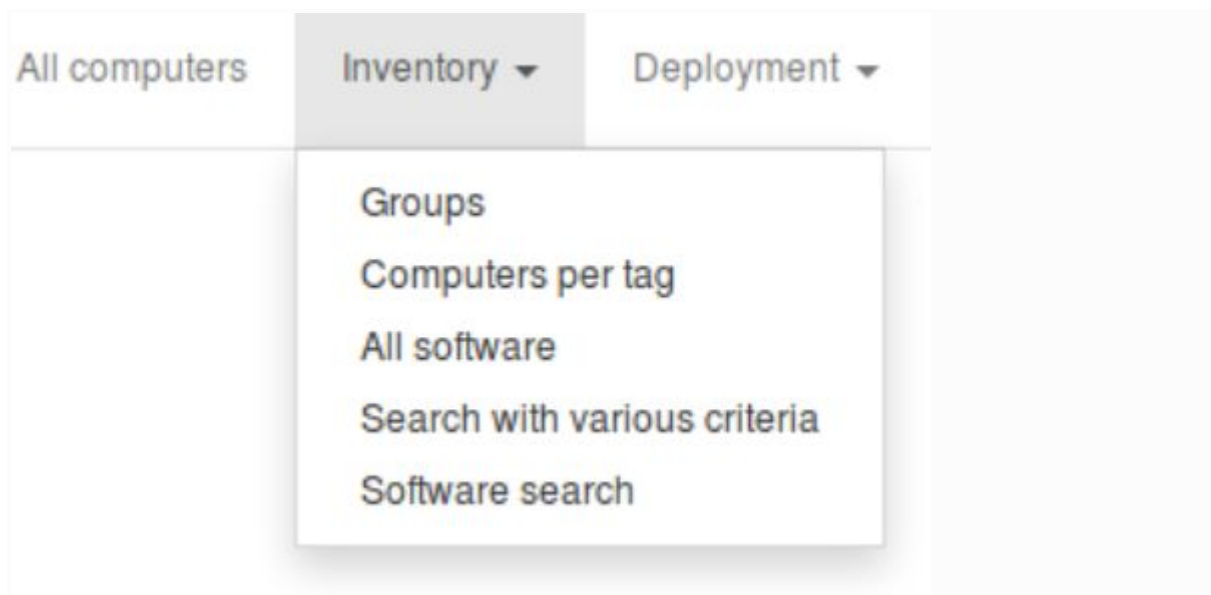 All computers Inventory Deployment
Groups
Computers per tag
All software
Search with various criteria
Software search